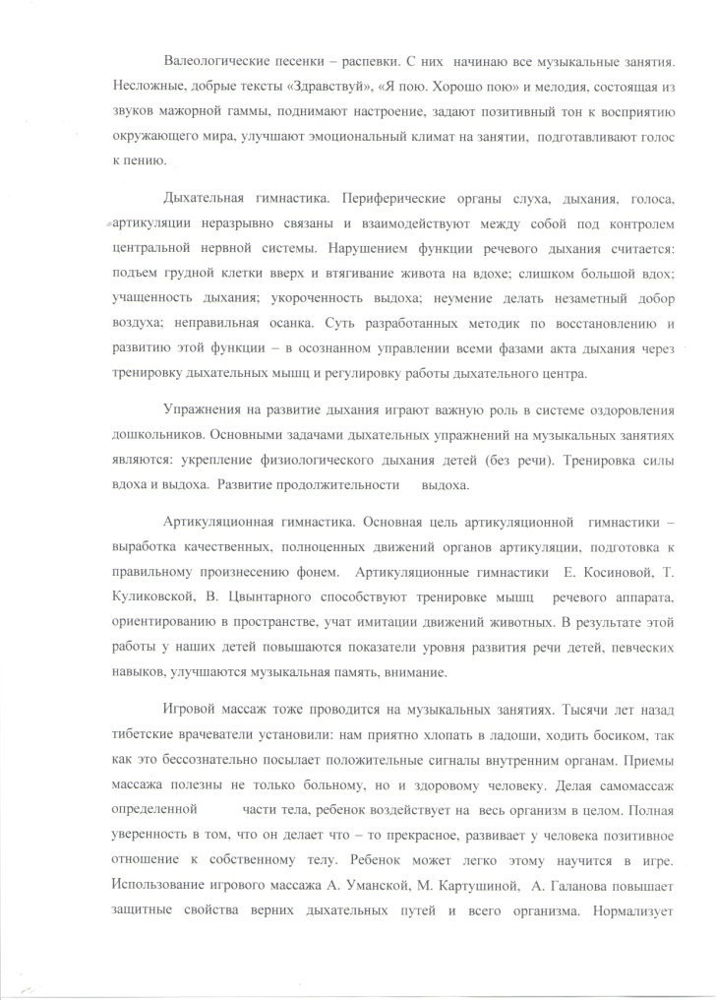 Валеологические песенки – распевки. С них начинаю все музыкальные занятия.
Несложные, добрые тексты «Здравствуй», «Я пою. Хорошо пою» и мелодия, состоящая из
звуков мажорной гаммы, поднимают настроение, задают позитивный тон к восприятию
окружающего мира, улучшают эмоциональный климат на занятии, подготавливают голос
к пению.
Дыхательная гимнастика. Периферические органы слуха, дыхания, голоса,
артикуляции неразрывно связаны и взаимодействуют между собой под контролем
центральной нервной системы. Нарушением функции речевого дыхания считается:
подъем грудной клетки вверх и втягивание живота на вдохе; слишком большой вдох;
учащенность дыхания; укороченность выдоха; неумение делать незаметный добор
воздуха; неправильная осанка. Суть разработанных методик по восстановлению и
развитию этой функции – в осознанном управлении всеми фазами акта дыхания через
тренировку дыхательных мышц и регулировку работы дыхательного центра.
Упражнения на развитие дыхания играют важную роль в системе оздоровления
дошкольников. Основными задачами дыхательных упражнений на музыкальных занятиях
являются: укрепление физиологического дыхания детей (без речи). Тренировка силы
вдоха и выдоха. Развитие продолжительности выдоха.
Артикуляционная гимнастика. Основная цель артикуляционной гимнастики –
выработка качественных, полноценных движений органов артикуляции, подготовка к
правильному произнесению фонем. Артикуляционные гимнастики Е. Косиновой, Т.
Куликовской, В. Цвынтарного способствуют тренировке мышц речевого аппарата,
ориентированию в пространстве, учат имитации движений животных. В результате этой
работы у наших детей повышаются показатели уровня развития речи детей, певческих
навыков, улучшаются музыкальная память, внимание.
Игровой массаж тоже проводится на музыкальных занятиях. Тысячи лет назад
тибетские врачеватели установили: нам приятно хлопать в ладоши, ходить босиком, так
как это бессознательно посылает положительные сигналы внутренним органам. Приемы
массажа полезны не только больному, но и здоровому человеку. Делая самомассаж
определенной части тела, ребенок воздействует на весь организм в целом. Полная
уверенность в том, что он делает что – то прекрасное, развивает у человека позитивное
отношение к собственному телу. Ребенок может легко этому научится в игре.
Использование игрового массажа А. Уманской, М. Картушиной, А. Галанова повышает
защитные свойства верних дыхательных путей и всего организма. Нормализует